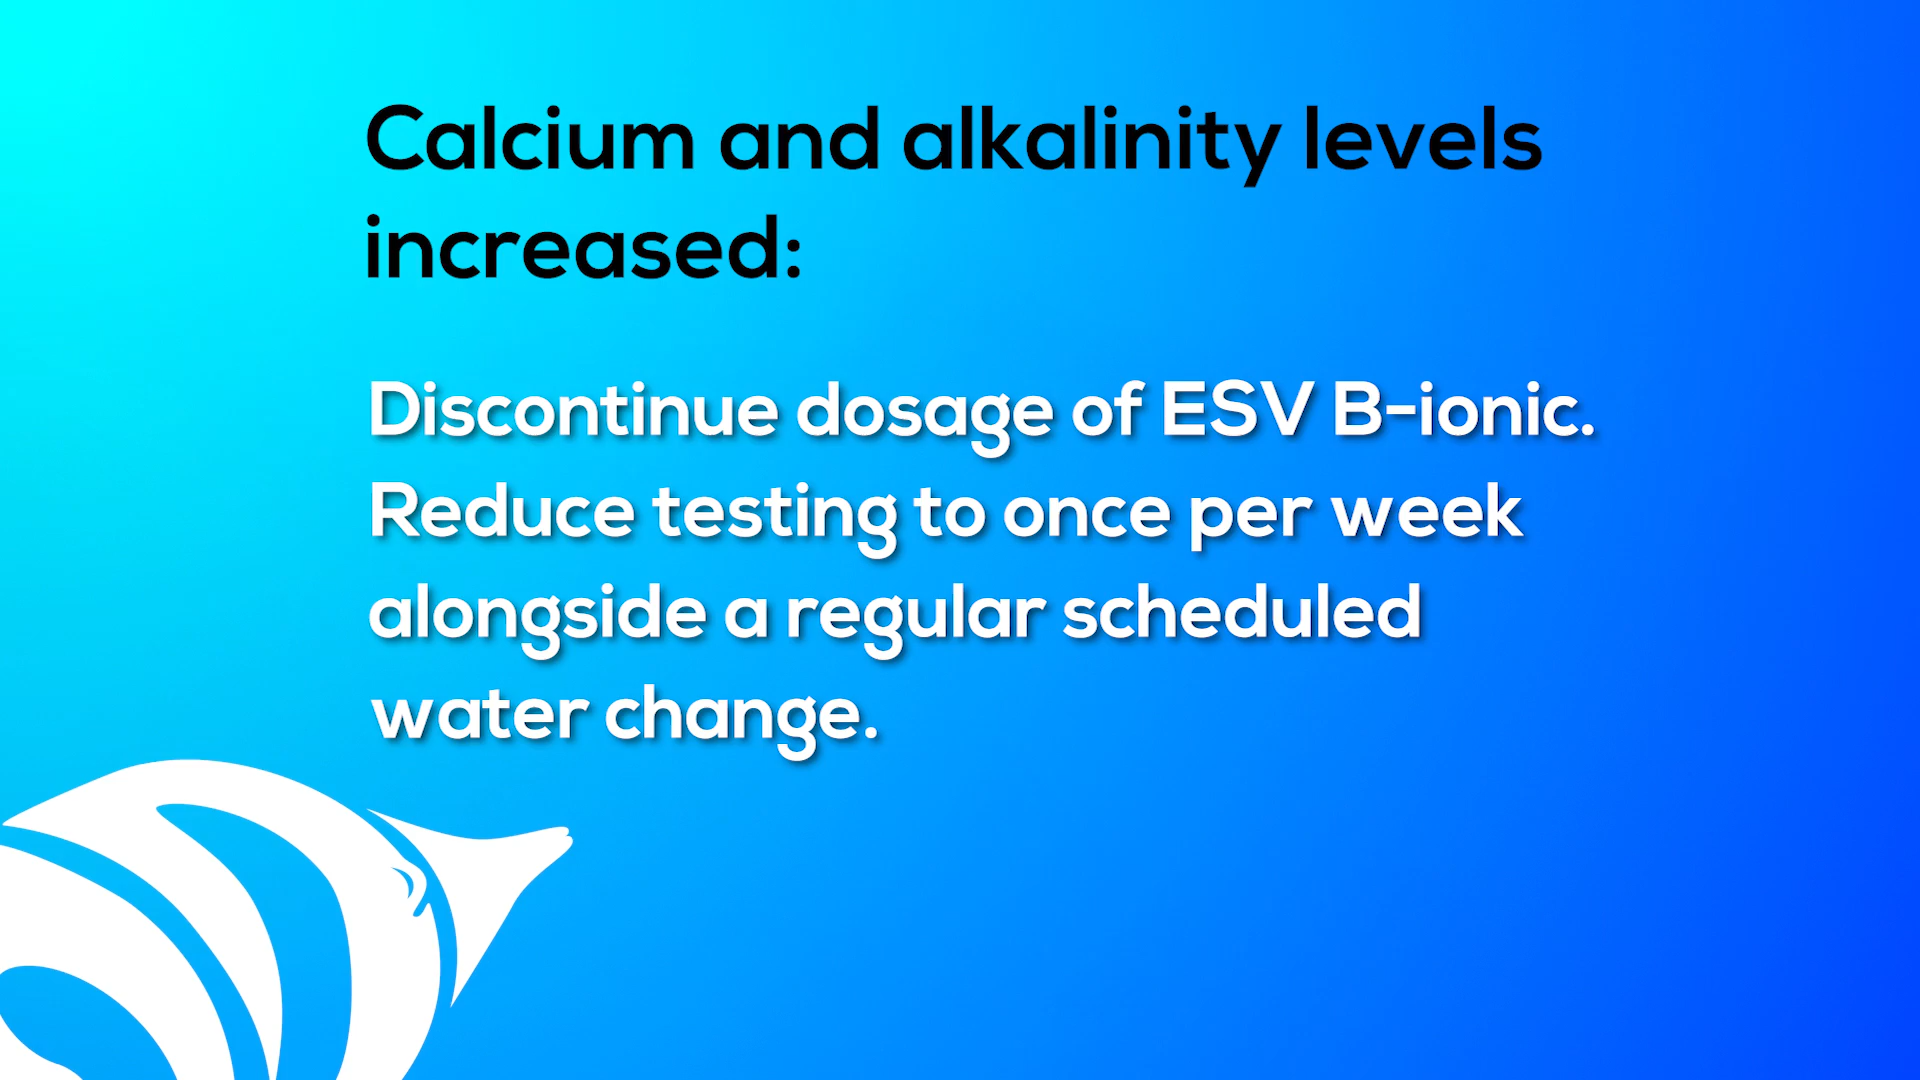 Calcium and alkalinity levels
increased:
Discontinue dosage of ESV B-ionic.
Reduce testing to once per week
alongside a regular scheduled
water change.